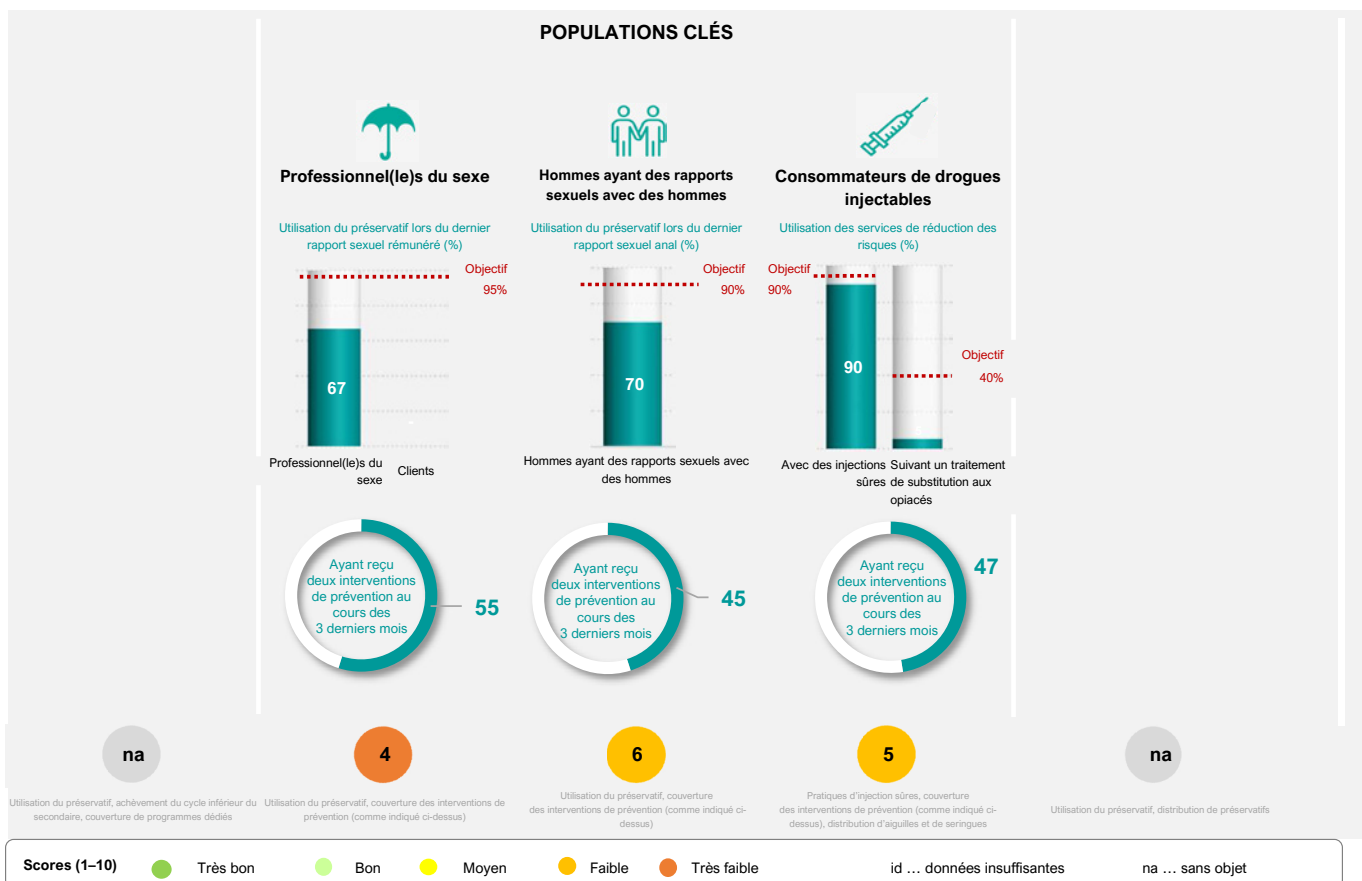 POPULATIONS CLÉS
Professionnel(le)s du sexe
Utilisation du préservatif lors du dernier
rapport sexuel rémunéré (%)
Objectif
95%
67
Professionnel(le)s du
sexe
Clients
Ayant reçu
deux interventions
de prévention au
cours des
3 derniers mois
55
Hommes ayant des rapports
sexuels avec des hommes
Utilisation du préservatif lors du dernier
rapport sexuel anal (%)
Objectif
90%
70
Hommes ayant des rapports sexuels avec
des hommes
Ayant reçu
deux interventions
de prévention au
cours des
3 derniers mois
45
Consommateurs de drogues
injectables
Utilisation des services de réduction des
risques (%)
Objectif
90%
90
Objectif
40%
Avec des injections
sûres
Suivant un traitement
de substitution aux
opiacés
Ayant reçu
deux interventions
de prévention au
cours des
3 derniers mois
47
na
Utilisation du préservatif, achèvement du cycle inférieur du
secondaire, couverture de programmes dédiés
4
Utilisation du préservatif, couverture des interventions de
prévention (comme indiqué ci-dessus)
6
Utilisation du préservatif, couverture
des interventions de prévention (comme indiqué ci-
dessus)
5
Pratiques d'injection sûres, couverture
des interventions de prévention (comme indiqué ci-
dessus), distribution d'aiguilles et de seringues
na
Utilisation du préservatif, distribution de préservatifs
Scores (1–10) Très bon Bon Moyen Faible Très faible id … données insuffisantes na … sans objet